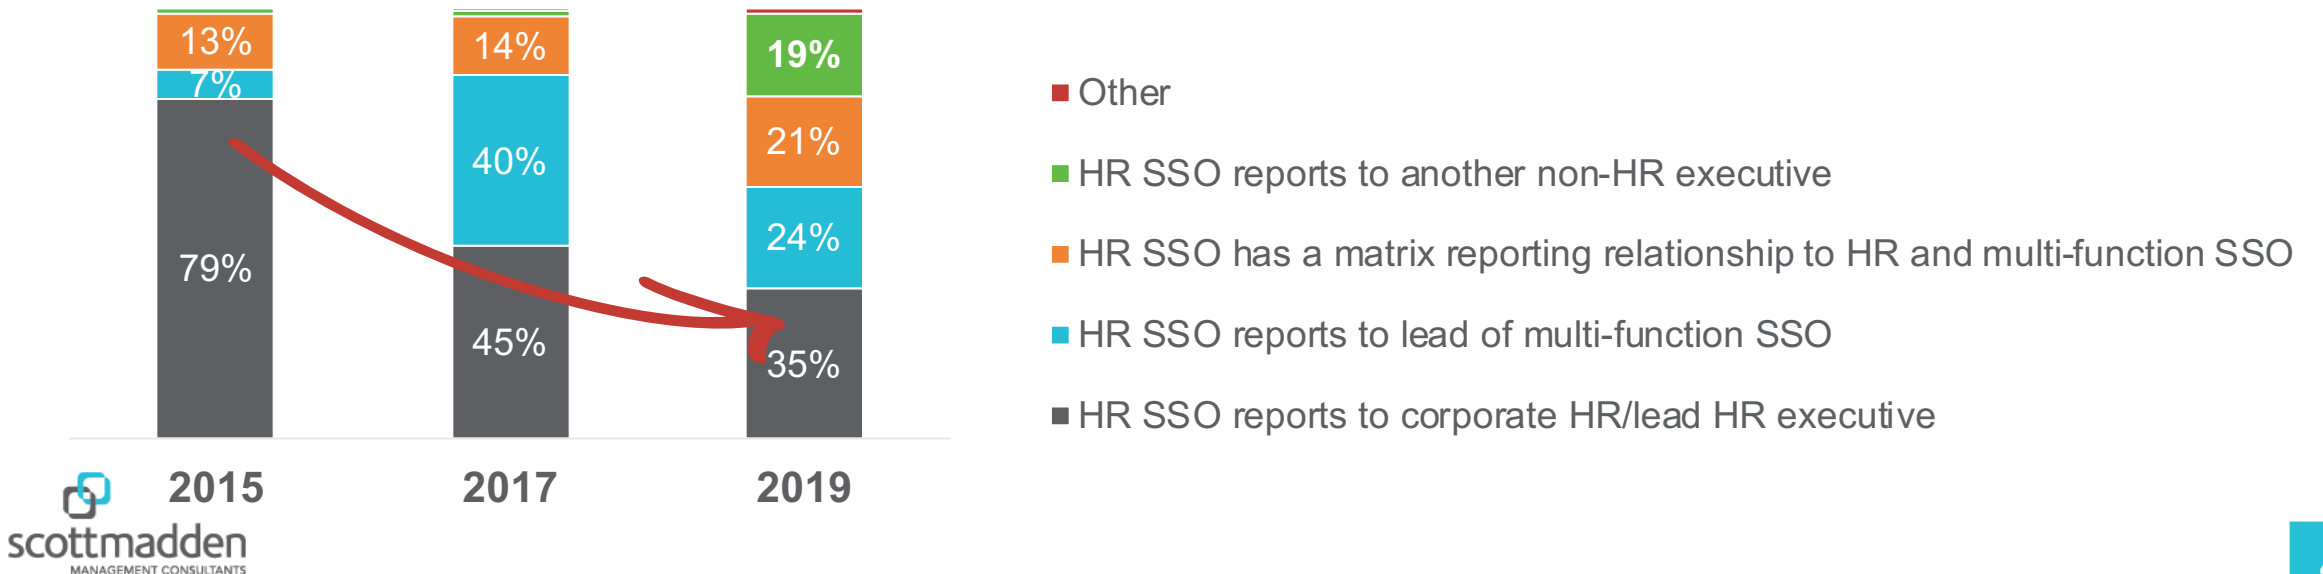 13%
7%
79%
14%
40%
45%
19%
21%
24%
35%
2015
2017
2019
Other
HR SSO reports to another non-HR executive
HR SSO has a matrix reporting relationship to HR and multi-function SSO
HR SSO reports to lead of multi-function SSO
HR SSO reports to corporate HR/lead HR executive
scottmadden
MANAGEMENT CONSULTANTS